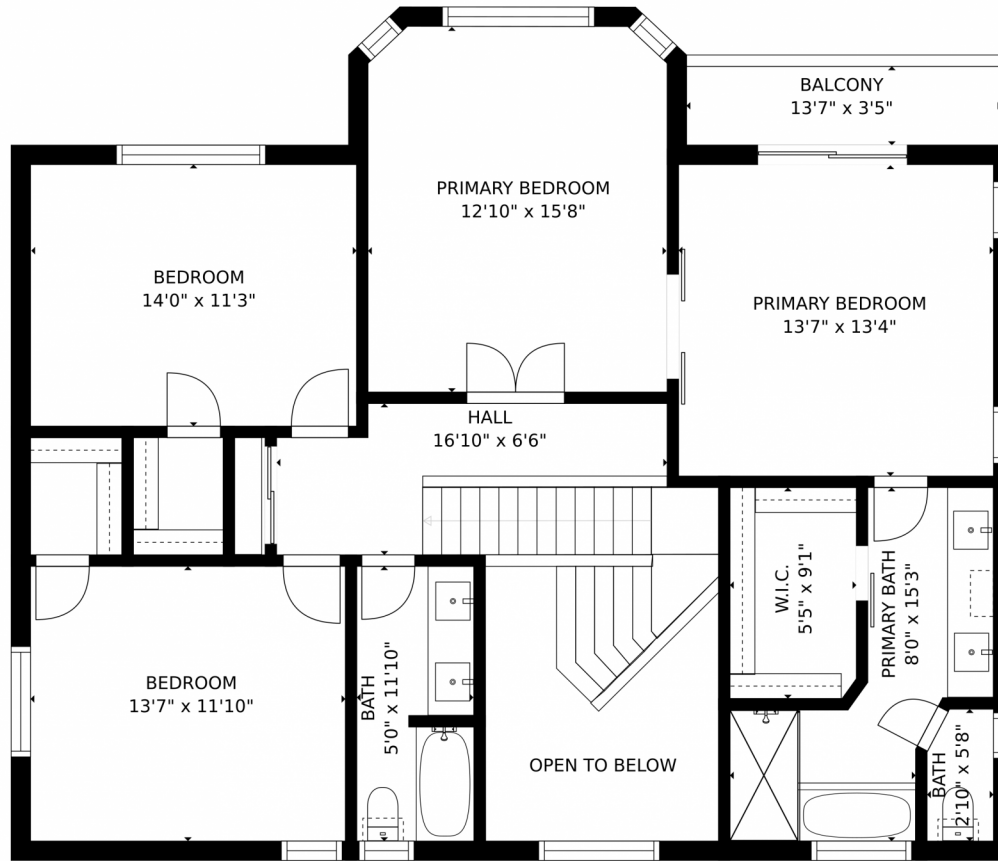 BALCONY
13'7" x 3'5"
PRIMARY BEDROOM
12'10" x 15'8"
BEDROOM
14'0" x 11'3"
PRIMARY BEDROOM
13'7" x 13'4"
HALL
16'10" x 6'6"
W.I.C.
5'5" x 9'1"
PRIMARY BATH
8'0" x 15'3"
BEDROOM
13'7" x 11'10"
BATH
5'0" x 11'10"
OPEN TO BELOW
BATH
2'10" x 5'8"